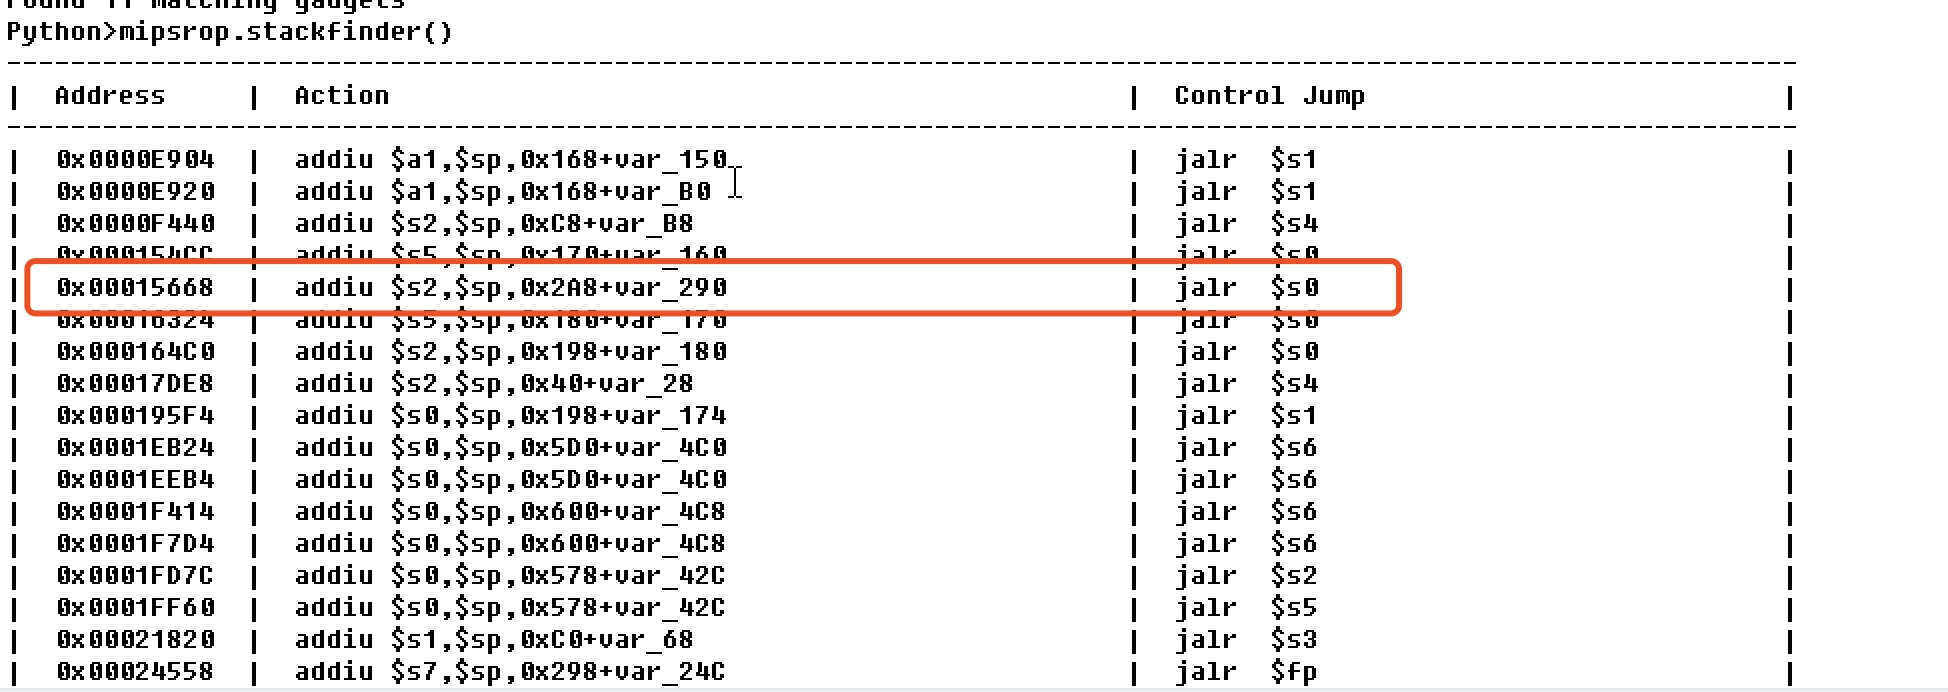 Found 11 matching gadgets
Python>mipsrop.stackfinder()
--------------------------------------------------------------------------------
| Address | Action | Control Jump |
--------------------------------------------------------------------------------
| 0x0000E904 | addiu $a1,$sp,0x168+var_150 | jalr $s1 |
| 0x0000E920 | addiu $a1,$sp,0x168+var_B0 | jalr $s1 |
| 0x0000F440 | addiu $s2,$sp,0xC8+var_B8 | jalr $s4 |
| 0x000154CC | addiu $s5,$sp,0x170+var_160 | jalr $s0 |
| 0x00015668 | addiu $s2,$sp,0x2A8+var_290 | jalr $s0 |
| 0x00016324 | addiu $s5,$sp,0x180+var_170 | jalr $s0 |
| 0x000164C0 | addiu $s2,$sp,0x198+var_180 | jalr $s0 |
| 0x00017DE8 | addiu $s2,$sp,0x40+var_28 | jalr $s4 |
| 0x000195F4 | addiu $s0,$sp,0x198+var_174 | jalr $s1 |
| 0x0001EB24 | addiu $s0,$sp,0x5D0+var_4C0 | jalr $s6 |
| 0x0001EEB4 | addiu $s0,$sp,0x5D0+var_4C0 | jalr $s6 |
| 0x0001F414 | addiu $s0,$sp,0x600+var_4C8 | jalr $s6 |
| 0x0001F7D4 | addiu $s0,$sp,0x600+var_4C8 | jalr $s6 |
| 0x0001FD7C | addiu $s0,$sp,0x578+var_42C | jalr $s2 |
| 0x0001FF60 | addiu $s0,$sp,0x578+var_42C | jalr $s5 |
| 0x00021820 | addiu $s1,$sp,0xC0+var_68 | jalr $s3 |
| 0x00024558 | addiu $s7,$sp,0x298+var_24C | jalr $fp |